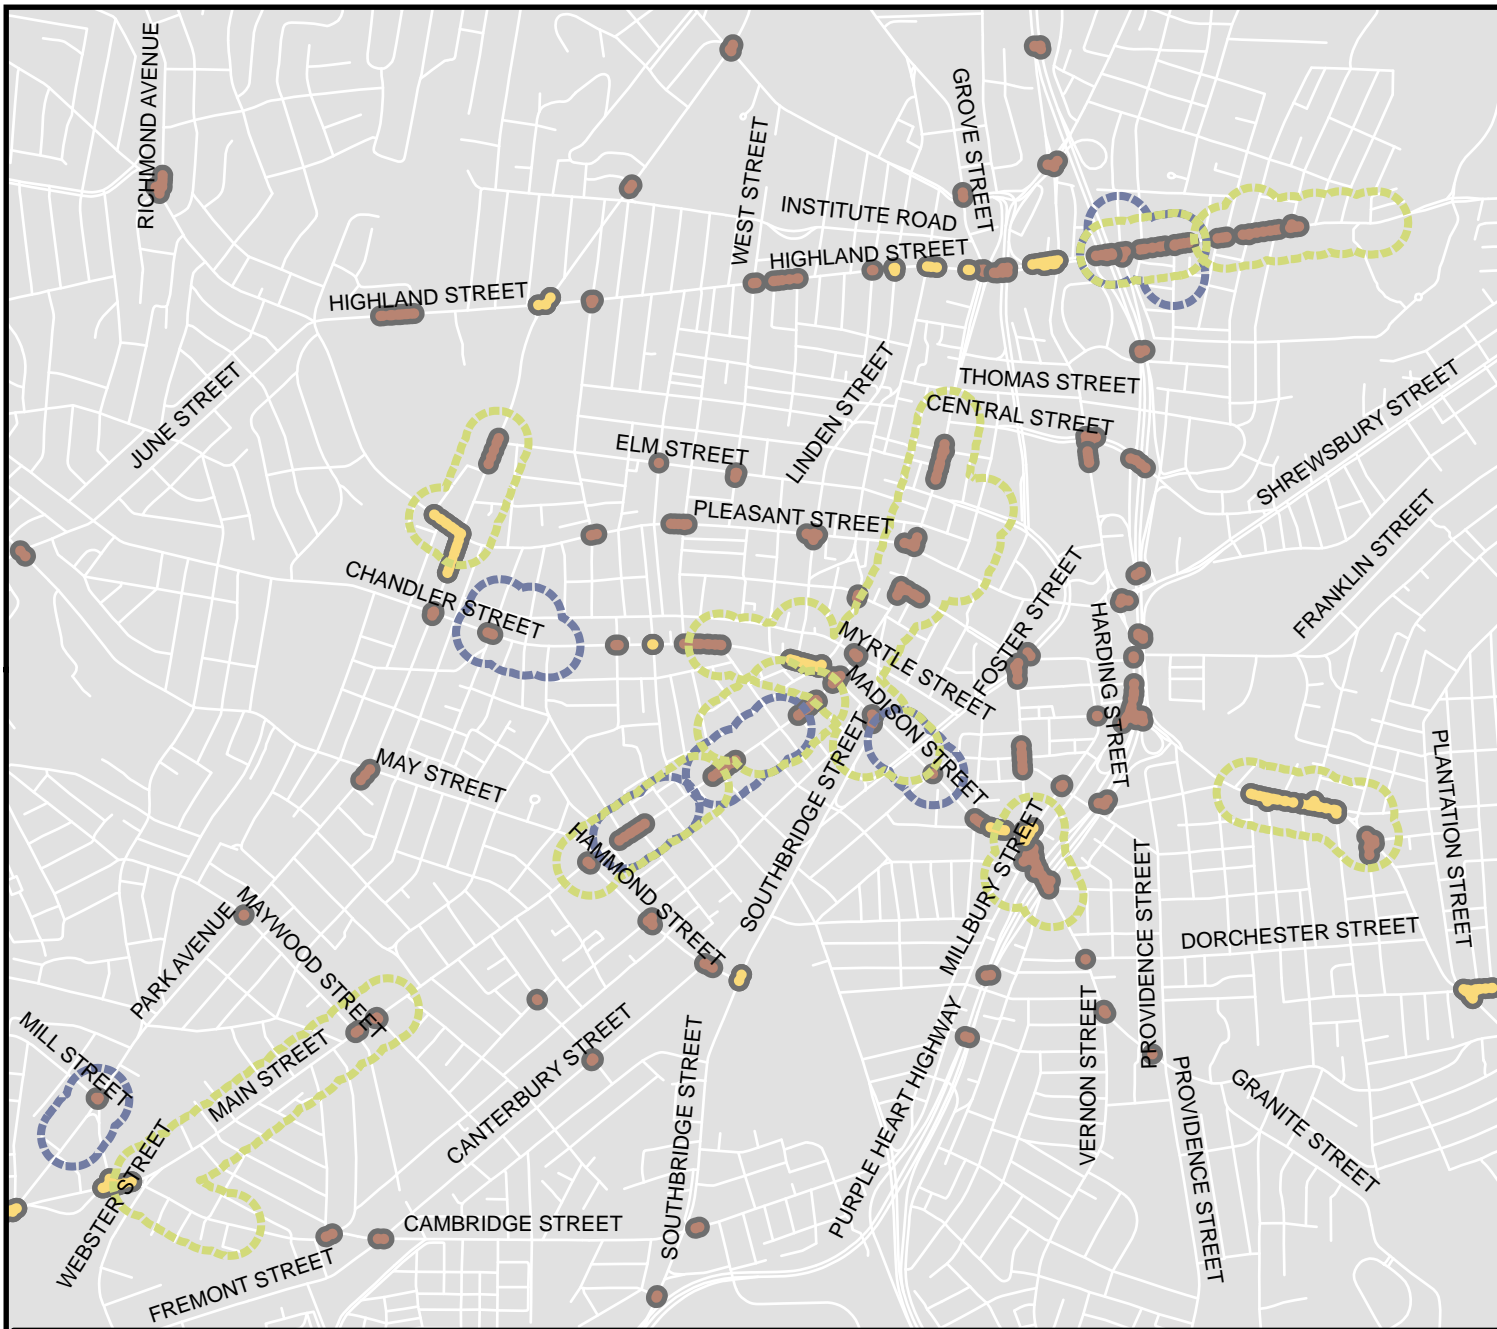 RICHMOND AVENUE
GROVE STREET
WEST STREET
INSTITUTE ROAD
HIGHLAND STREET
HIGHLAND STREET
JUNE STREET
LINDEN STREET
THOMAS STREET
CENTRAL STREET
SHREWSBURY STREET
ELM STREET
PLEASANT STREET
FRANKLIN STREET
CHANDLER STREET
FOSTER STREET
HARDING STREET
MYRTLE STREET
MADISON STREET
MAY STREET
SOUTHBRIDGE STREET
PLANTATION STREET
HAMMOND STREET
MILLBURY STREET
PROVIDENCE STREET
DORCHESTER STREET
PARK AVENUE
MAYWOOD STREET
MILL STREET
MAIN STREET
CANTERBURY STREET
SOUTHBRIDGE STREET
PURPLE HEART HIGHWAY
VERNON STREET
PROVIDENCE STREET
GRANITE STREET
WEBSTER STREET
CAMBRIDGE STREET
FREMONT STREET